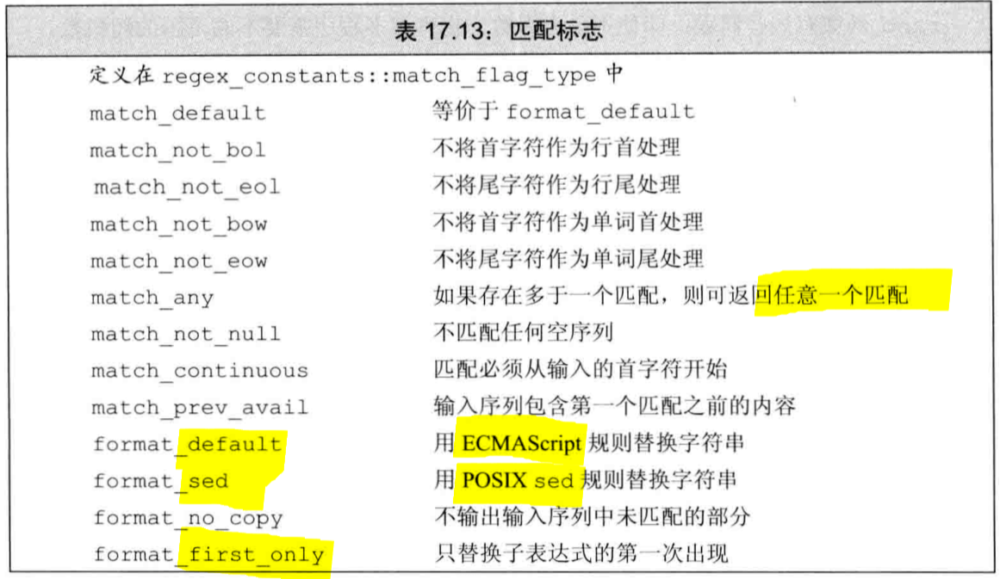 表 17.13：匹配标志
定义在 regex_constants::match_flag_type 中
match_default 等价于 format_default
match_not_bol 不将首字符作为行首处理
match_not_eol 不将尾字符作为行尾处理
match_not_bow 不将首字符作为单词首处理
match_not_eow 不将尾字符作为单词尾处理
match_any 如果存在多于一个匹配，则可返回任意一个匹配
match_not_null 不匹配任何空序列
match_continuous 匹配必须从输入的首字符开始
match_prev_avail 输入序列包含第一个匹配之前的内容
format_default 用 ECMAScript 规则替换字符串
format_sed 用 POSIX sed 规则替换字符串
format_no_copy 不输出输入序列中未匹配的部分
format_first_only 只替换子表达式的第一次出现